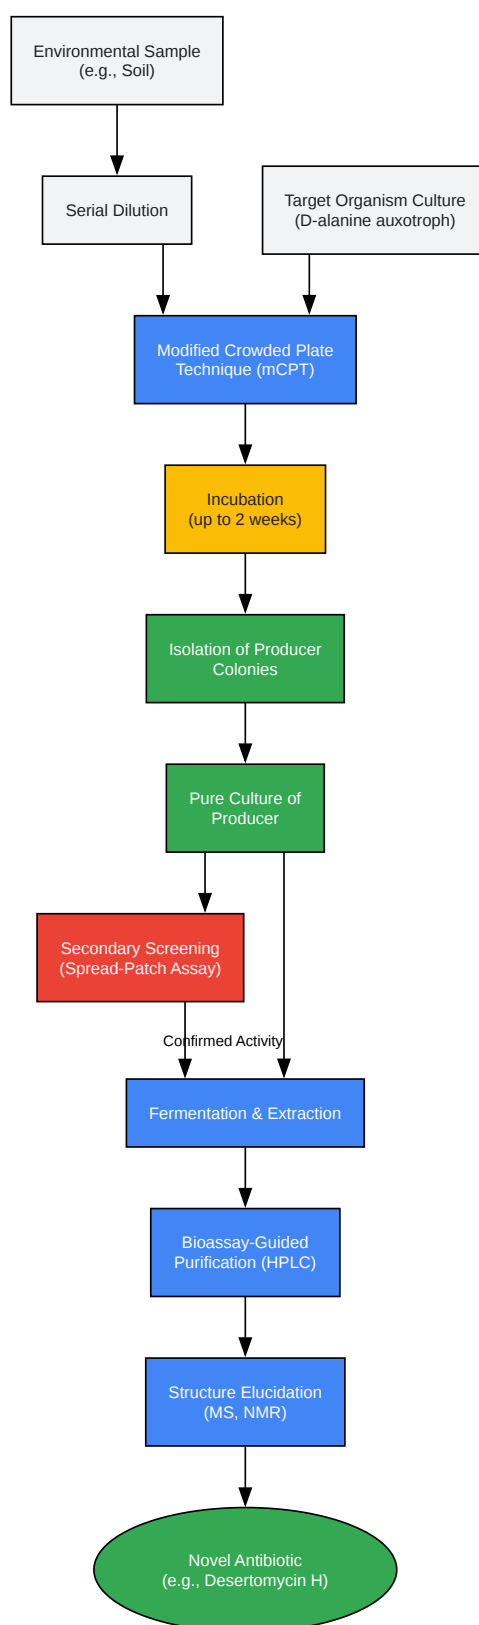 Environmental Sample
(e.g., Soil)
Serial Dilution
Target Organism Culture
(D-alanine auxotroph)
Modified Crowded Plate
Technique (mCPT)
Incubation
(up to 2 weeks)
Isolation of Producer
Colonies
Pure Culture of
Producer
Secondary Screening
(Spread-Patch Assay)
Confirmed Activity
Fermentation & Extraction
Bioassay-Guided
Purification (HPLC)
Structure Elucidation
(MS, NMR)
Novel Antibiotic
(e.g., Desertomycin H)